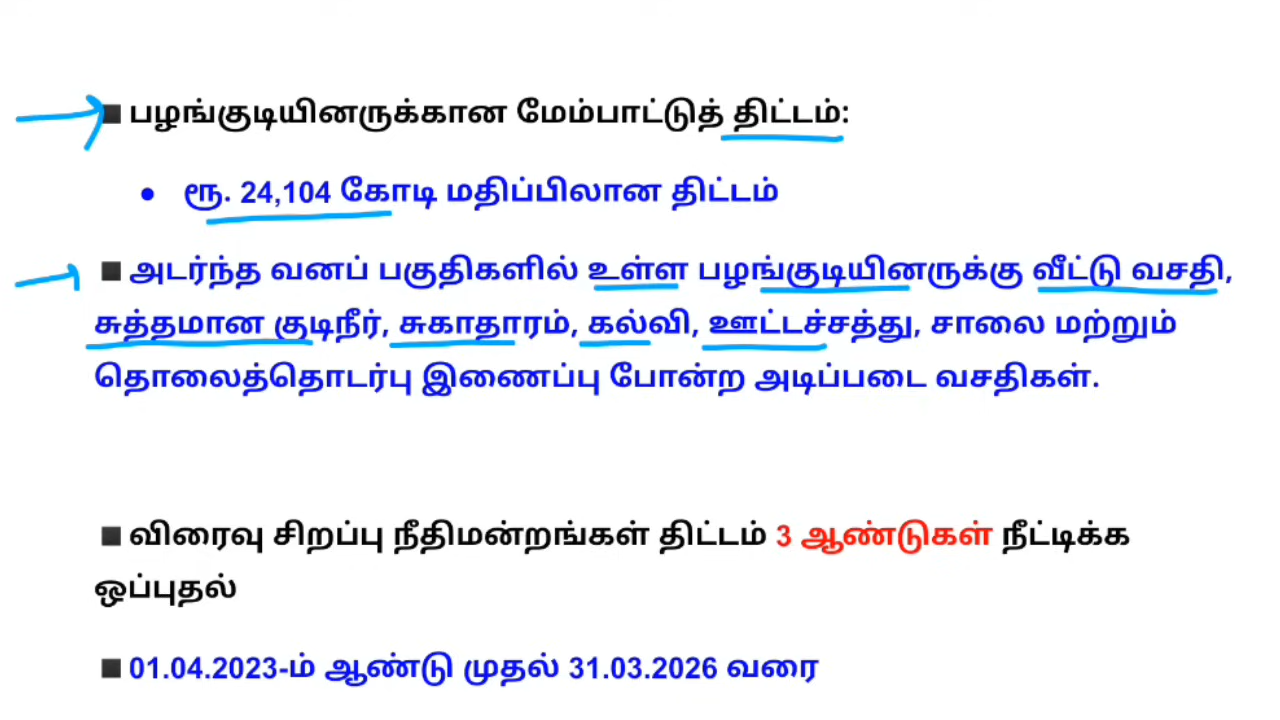 ◾பழங்குடியினருக்கான மேம்பாட்டுத் திட்டம்:
● ரூ. 24,104 கோடி மதிப்பிலான திட்டம்
◾அடர்ந்த வனப் பகுதிகளில் உள்ள பழங்குடியினருக்கு வீட்டு வசதி,
சுத்தமான குடிநீர், சுகாதாரம், கல்வி, ஊட்டச்சத்து, சாலை மற்றும்
தொலைத்தொடர்பு இணைப்பு போன்ற அடிப்படை வசதிகள்.
◾விரைவு சிறப்பு நீதிமன்றங்கள் திட்டம் 3 ஆண்டுகள் நீட்டிக்க
ஒப்புதல்
◾01.04.2023-ம் ஆண்டு முதல் 31.03.2026 வரை